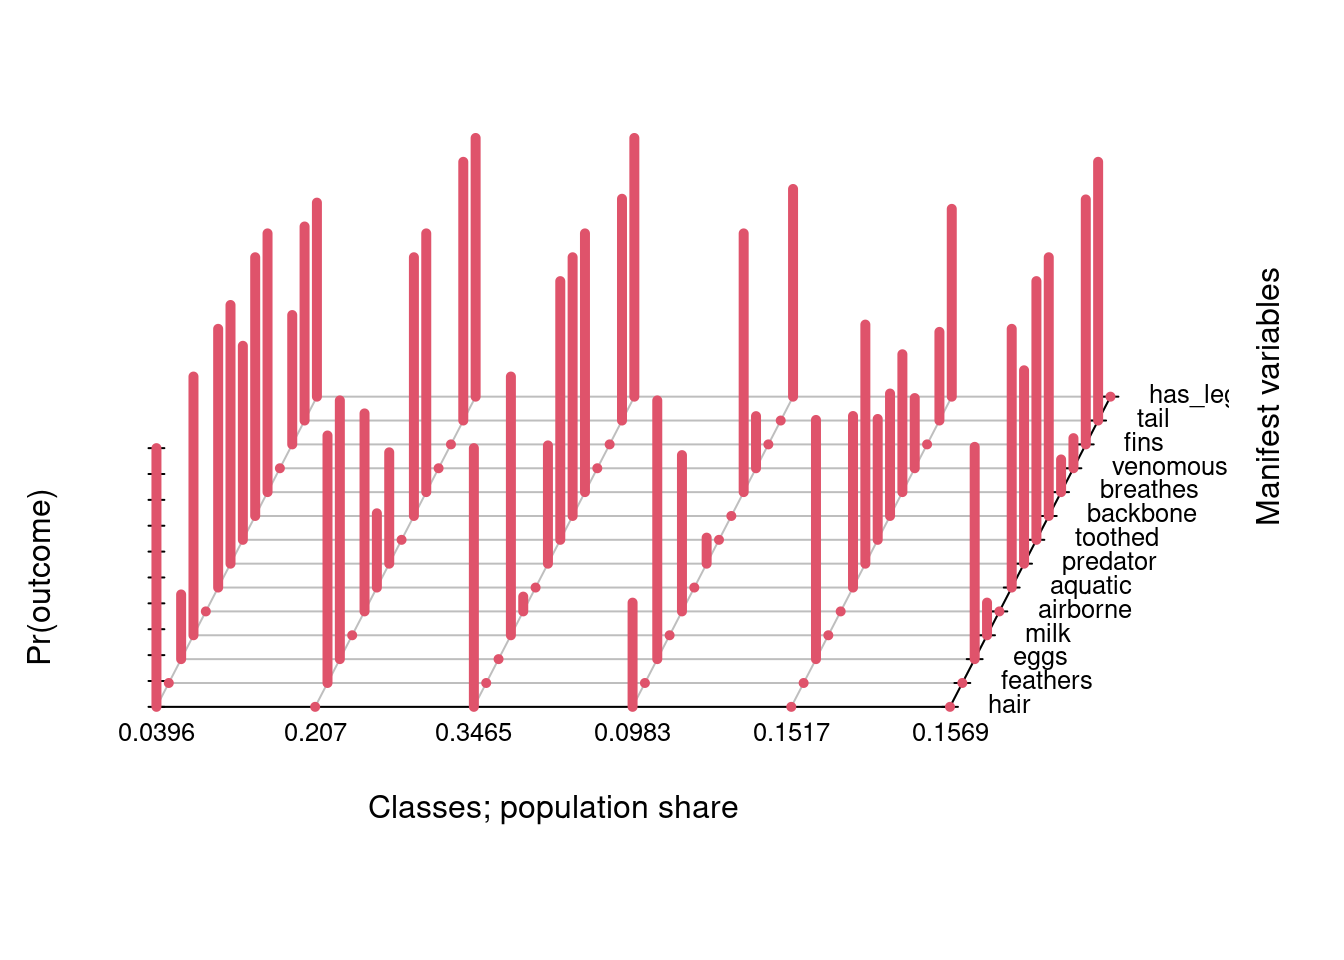 Pr(outcome)
Manifest variables
has_leg
tail
fins
venomous
breathes
backbone
toothed
predator
aquatic
airborne
milk
eggs
feathers
hair
0.0396 0.207 0.3465 0.0983 0.1517 0.1569
Classes; population share